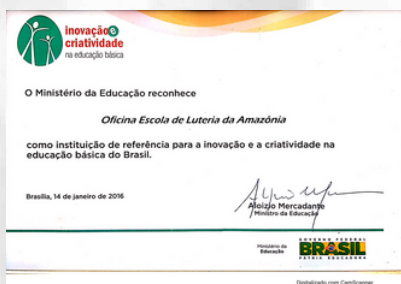 inovação e
criatividade
na educação básica
O Ministério da Educação reconhece
Oficina Escola de Luteria da Amazônia
como instituição de referência para a inovação e a criatividade na
educação básica do Brasil.
Brasília, 14 de janeiro de 2016
Aloizio Mercadante
Ministro da Educação
Ministério da
Educação
GOVERNO FEDERAL
BRASIL
PÁTRIA EDUCADORA
Digitalizado com CamScanner